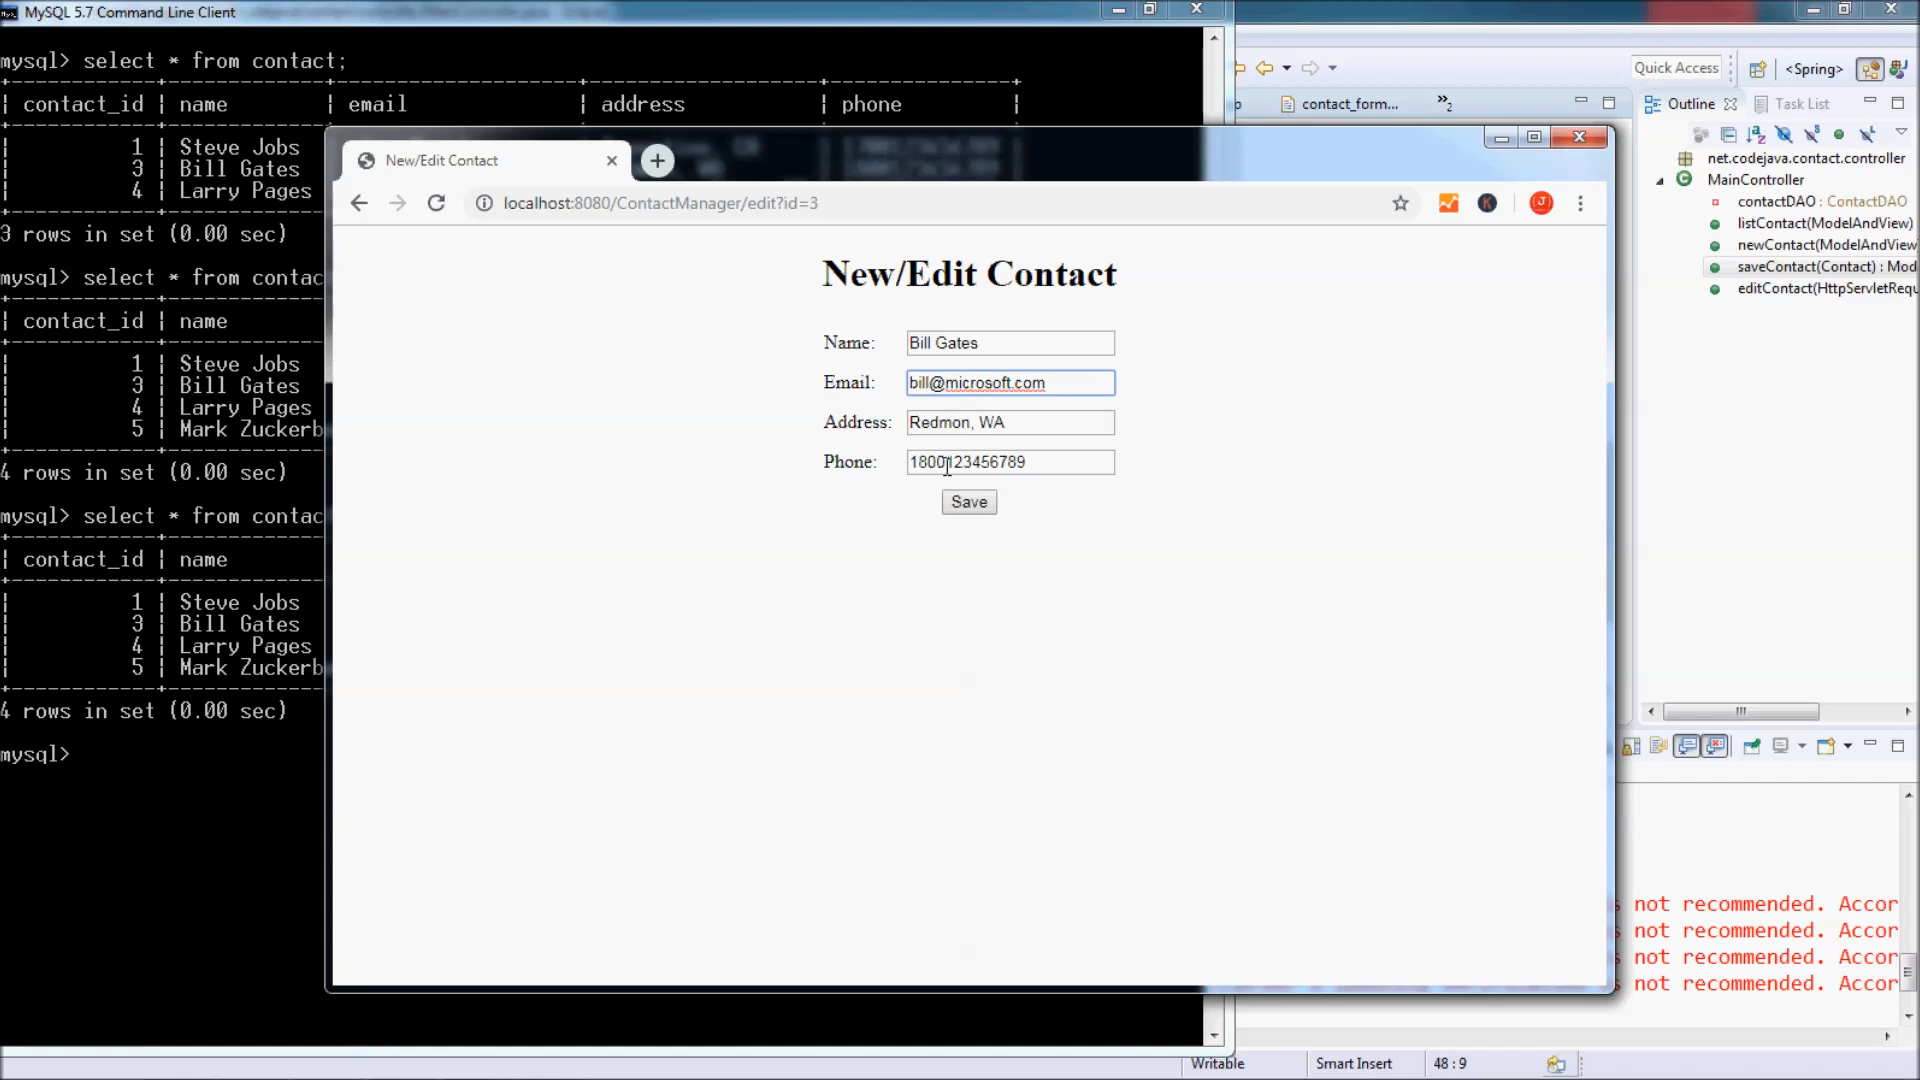 MySQL 5.7 Command Line Client
mysql> select * from contact;
contact_id | name | email | address | phone
1 | Steve Jobs
3 | Bill Gates
4 | Larry Pages
3 rows in set (0.00 sec)
mysql> select * from contac
contact_id | name
1 | Steve Jobs
3 | Bill Gates
4 | Larry Pages
5 | Mark Zuckerb
4 rows in set (0.00 sec)
mysql> select * from contac
contact_id | name
1 | Steve Jobs
3 | Bill Gates
4 | Larry Pages
5 | Mark Zuckerb
4 rows in set (0.00 sec)
mysql>
New/Edit Contact
localhost:8080/ContactManager/edit?id=3
New/Edit Contact
Name: Bill Gates
Email: bill@microsoft.com
Address: Redmon, WA
Phone: 1800123456789
Save
Quick Access
<Spring>
contact_form...
»2
Outline
Task List
net.codejava.contact.controller
MainController
contactDAO : ContactDAO
listContact(ModelAndView)
newContact(ModelAndView
saveContact(Contact) : Mod
editContact(HttpServletRequ
not recommended. Accor
not recommended. Accor
not recommended. Accor
not recommended. Accor
Writable
Smart Insert
48 : 9